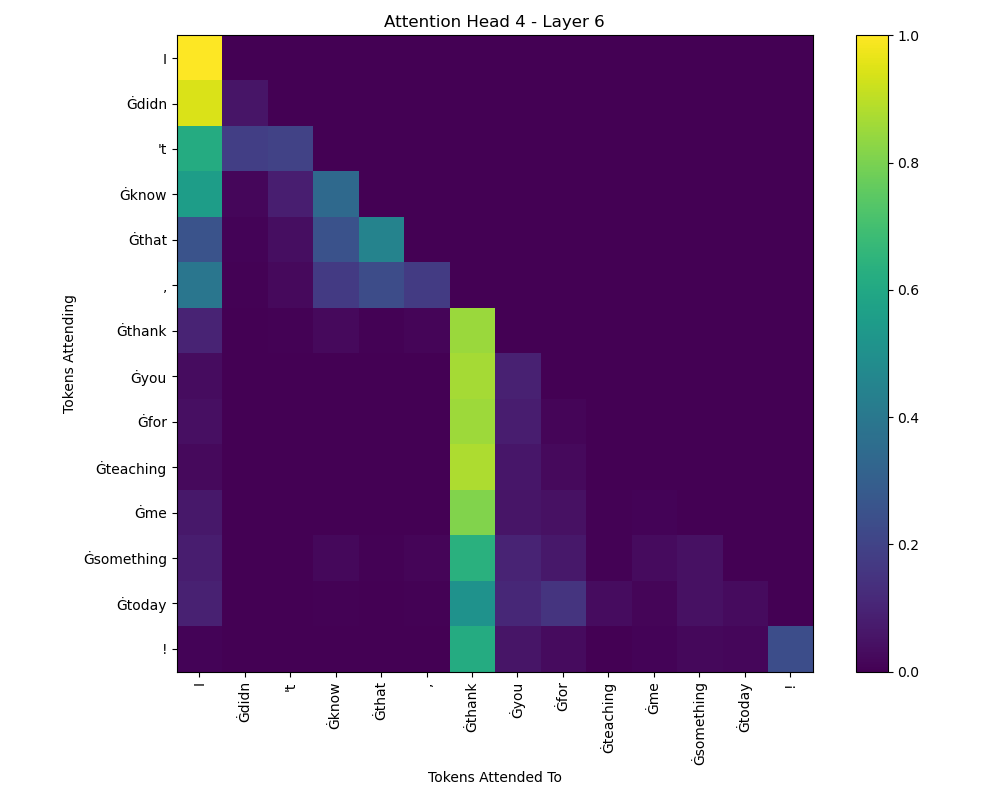 Attention Head 4 - Layer 6
Tokens Attending
I
Ġdidn
't
Ġknow
Ġthat
,
Ġthank
Ġyou
Ġfor
Ġteaching
Ġme
Ġsomething
Ġtoday
!
I
Ġdidn
't
Ġknow
Ġthat
,
Ġthank
Ġyou
Ġfor
Ġteaching
Ġme
Ġsomething
Ġtoday
!
Tokens Attended To
1.0
0.8
0.6
0.4
0.2
0.0